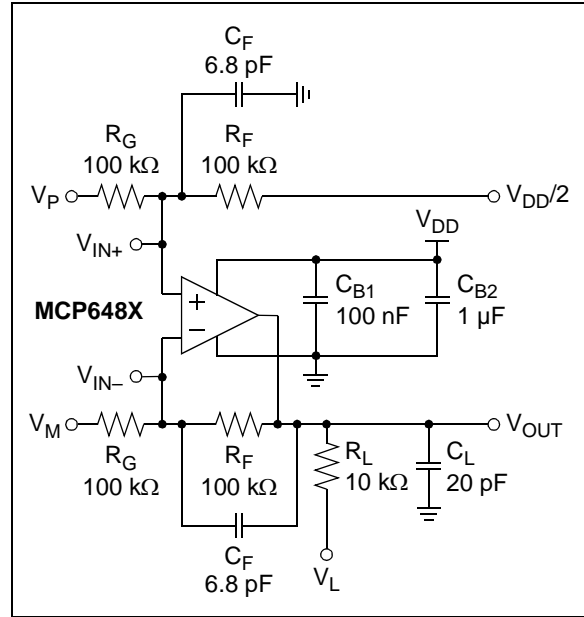 C_F
6.8 pF
R_G
100 kΩ
R_F
100 kΩ
V_P
V_DD/2
V_IN+
V_DD
MCP648X
C_B1
100 nF
C_B2
1 µF
V_IN–
V_M
V_OUT
R_G
100 kΩ
R_F
100 kΩ
R_L
10 kΩ
C_L
20 pF
C_F
6.8 pF
V_L